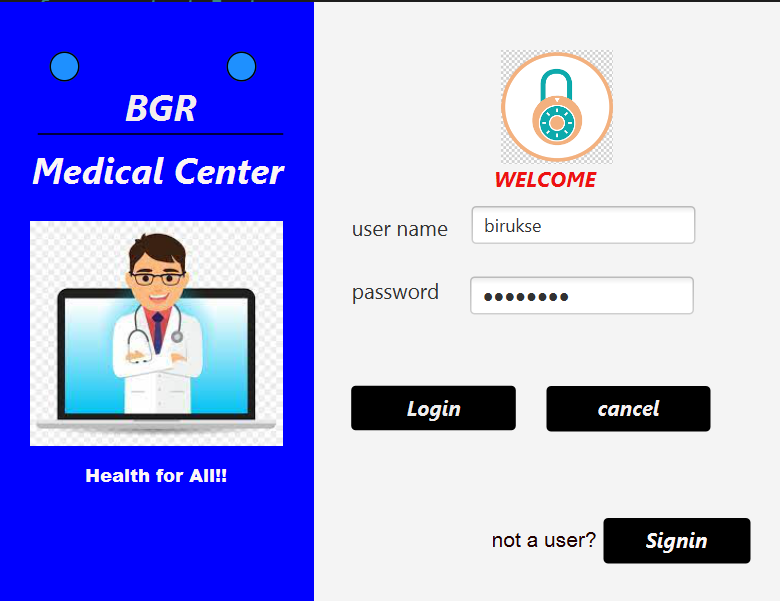 BGR
Medical Center
Health for All!!
WELCOME
user name
birukse
password
••••••••
Login
cancel
not a user?
Signin